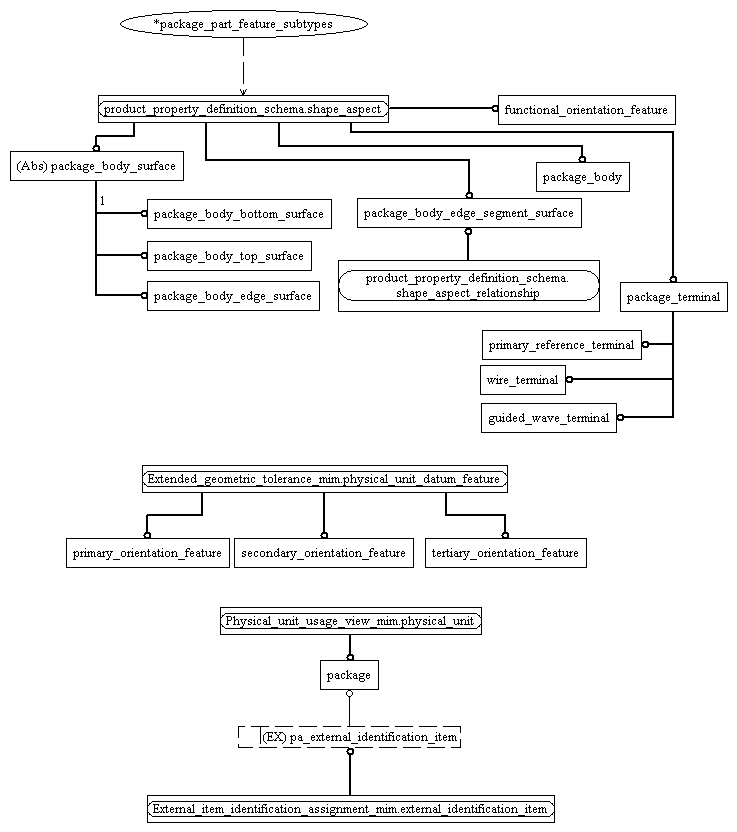 *package_part_feature_subtypes
product_property_definition_schema.shape_aspect
functional_orientation_feature
(Abs) package_body_surface
package_body
1
package_body_bottom_surface
package_body_edge_segment_surface
package_body_top_surface
product_property_definition_schema.
shape_aspect_relationship
package_body_edge_surface
package_terminal
primary_reference_terminal
wire_terminal
guided_wave_terminal
Extended_geometric_tolerance_mim.physical_unit_datum_feature
primary_orientation_feature
secondary_orientation_feature
tertiary_orientation_feature
Physical_unit_usage_view_mim.physical_unit
package
(EX) pa_external_identification_item
External_item_identification_assignment_mim.external_identification_item